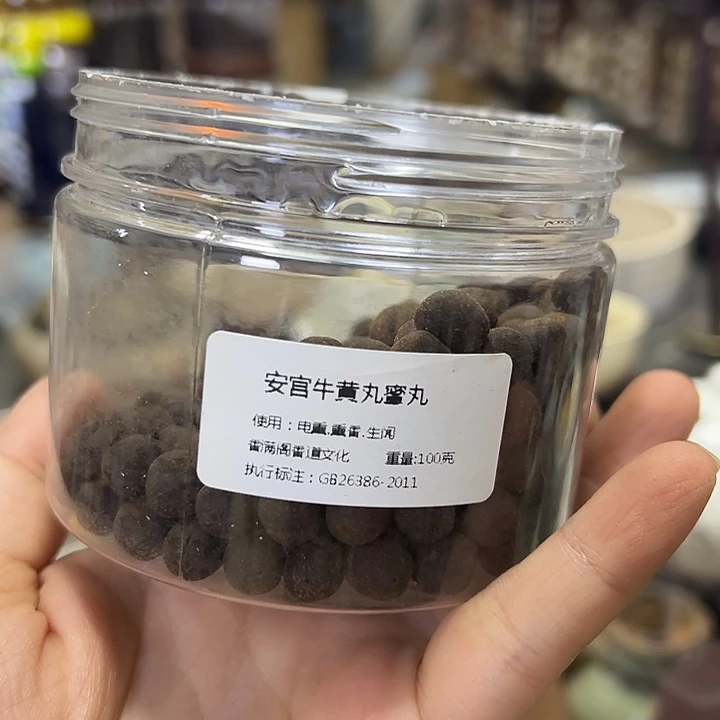 安宫牛黄丸蜜丸
使用：电熏.熏香.生闻
香满阁香道文化 重量:100克
执行标注：GB26386-2011